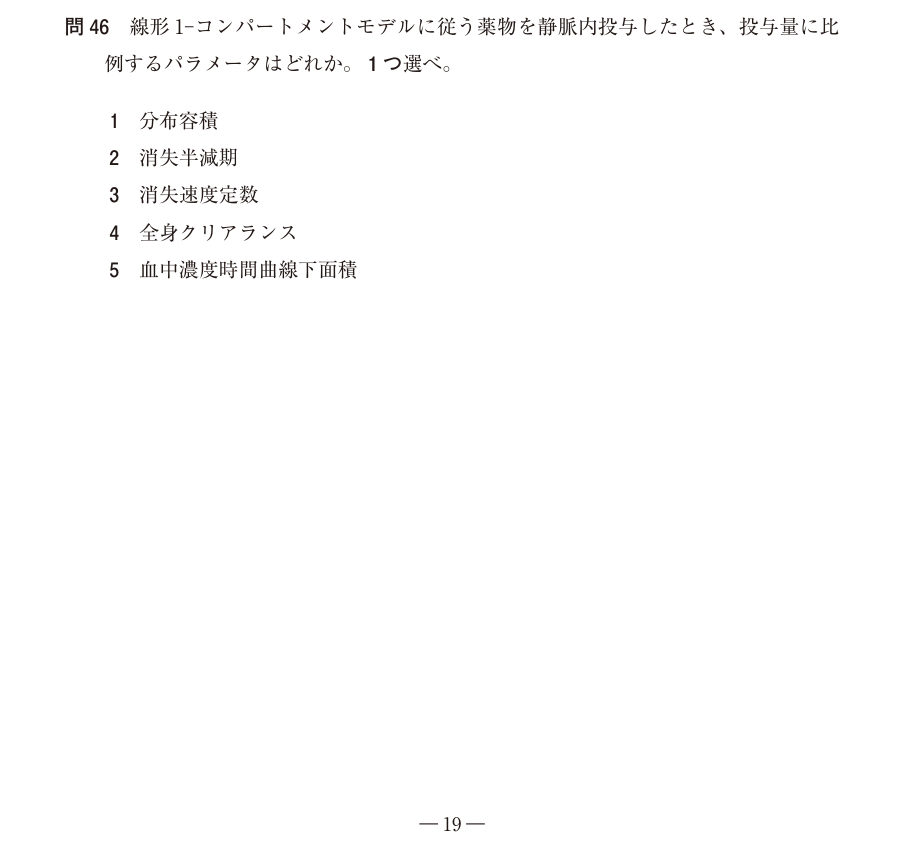 問 46　線形 1-コンパートメントモデルに従う薬物を静脈内投与したとき、投与量に比
例するパラメータはどれか。1つ選べ。
1　分布容積
2　消失半減期
3　消失速度定数
4　全身クリアランス
5　血中濃度時間曲線下面積
― 19 ―